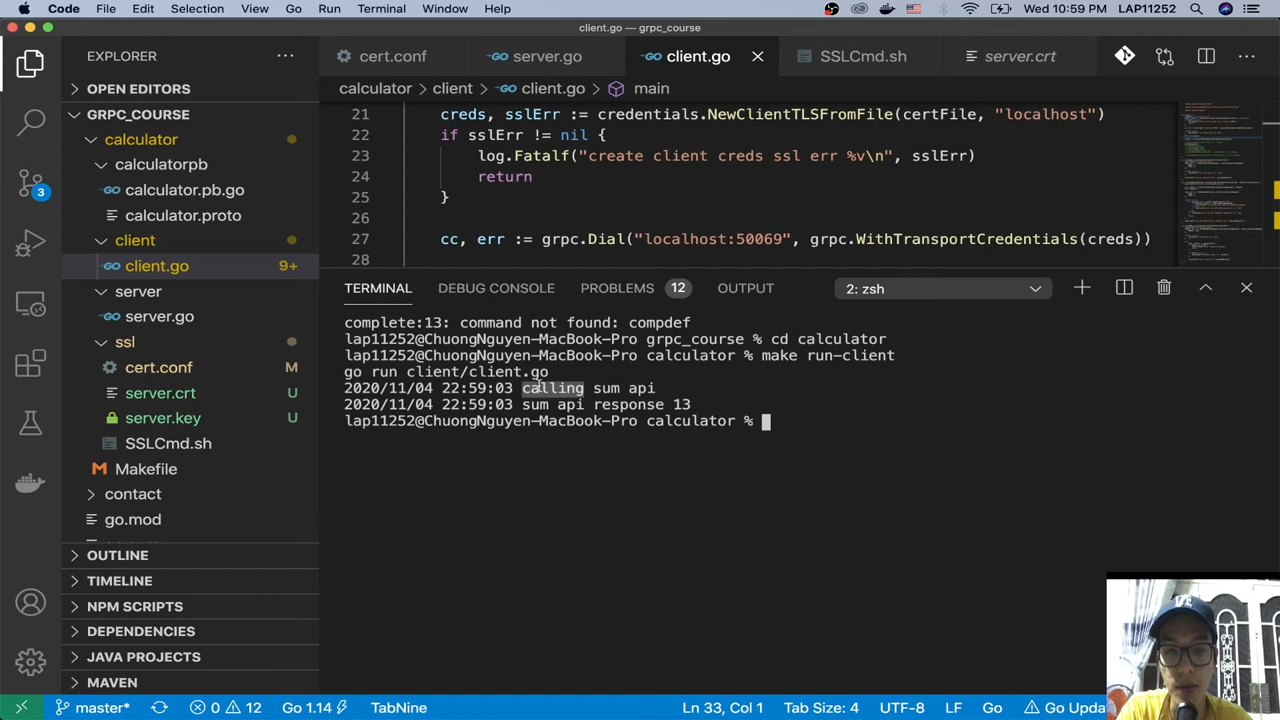 Code File Edit Selection View Go Run Terminal Window Help Wed 10:59 PM LAP11252
client.go — grpc_course
EXPLORER
cert.conf server.go client.go SSLCmd.sh server.crt
OPEN EDITORS
calculator > client > client.go > main
GRPC_COURSE
calculator
calculatorpb
calculator.pb.go
calculator.proto
client
client.go 9+
server
server.go
ssl
cert.conf M
server.crt U
server.key U
SSLCmd.sh
Makefile
contact
go.mod
OUTLINE
TIMELINE
NPM SCRIPTS
DEPENDENCIES
JAVA PROJECTS
MAVEN
3
21 creds, sslErr := credentials.NewClientTLSFromFile(certFile, "localhost")
22 if sslErr != nil {
23 log.Fatalf("create client creds ssl err %v\n", sslErr)
24 return
25 }
26
27 cc, err := grpc.Dial("localhost:50069", grpc.WithTransportCredentials(creds))
28
TERMINAL DEBUG CONSOLE PROBLEMS 12 OUTPUT 2: zsh
complete:13: command not found: compdef
lap11252@ChuongNguyen-MacBook-Pro grpc_course % cd calculator
lap11252@ChuongNguyen-MacBook-Pro calculator % make run-client
go run client/client.go
2020/11/04 22:59:03 calling sum api
2020/11/04 22:59:03 sum api response 13
lap11252@ChuongNguyen-MacBook-Pro calculator %
master* 0 12 Go 1.14 TabNine Ln 33, Col 1 Tab Size: 4 UTF-8 LF Go Go Upda